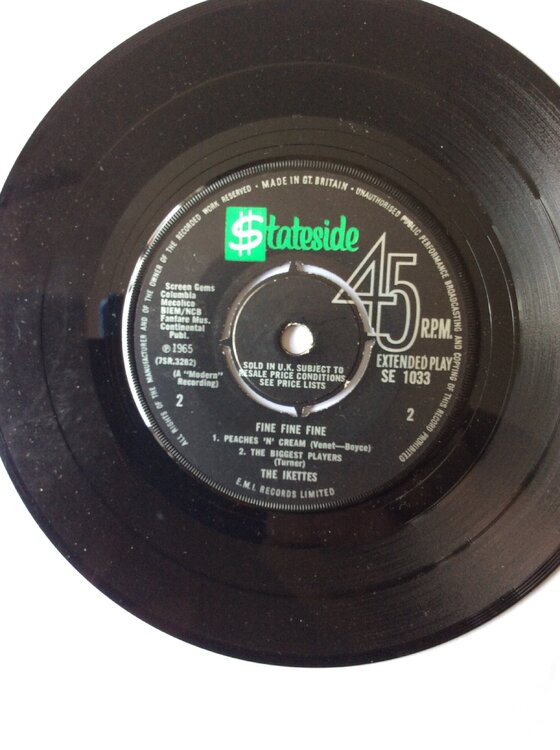 ALL RIGHTS OF THE MANUFACTURER AND OF THE OWNER OF THE RECORDED WORK RESERVED · MADE IN GT. BRITAIN · UNAUTHORISED PUBLIC PERFORMANCE BROADCASTING AND COPYING OF THIS RECORD PROHIBITED
$tateside
45
R.P.M.
EXTENDED PLAY
SE 1033
Screen Gems
Columbia
Mecolico
BIEM/NCB
Fanfare Mus.
Continental
Publ.
℗ 1965
(7SR.3282)
(A "Modern"
Recording)
2
2
SOLD IN U.K. SUBJECT TO
RESALE PRICE CONDITIONS,
SEE PRICE LISTS
FINE FINE FINE
1. PEACHES 'N' CREAM (Venet—Boyce)
2. THE BIGGEST PLAYERS
(Turner)
THE IKETTES
E.M.I. RECORDS LIMITED